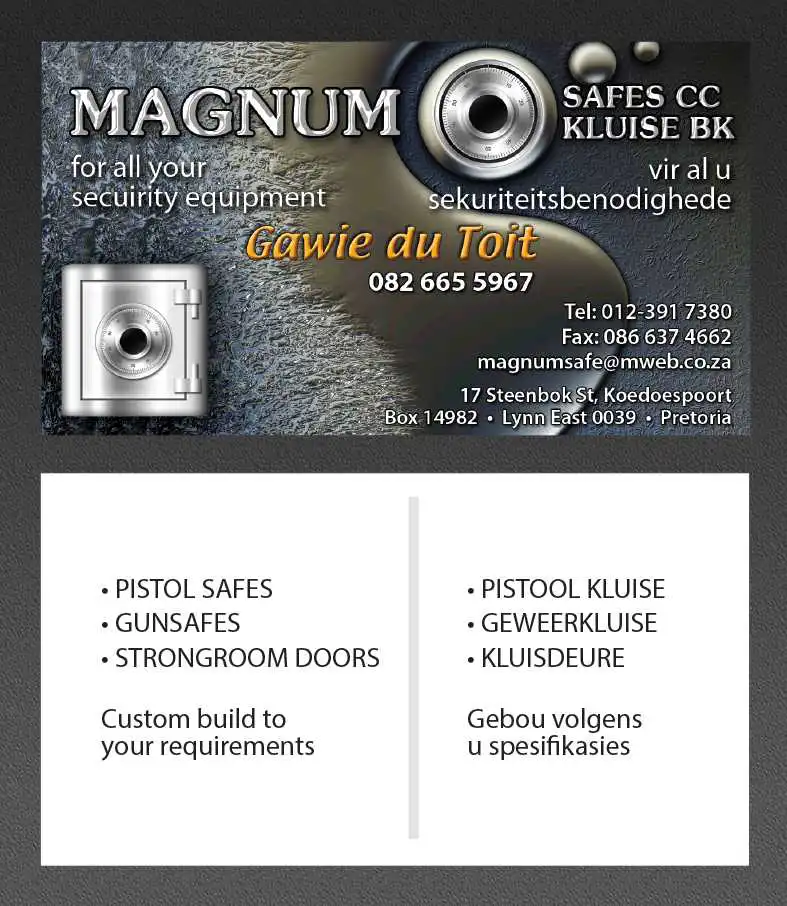 MAGNUM
SAFES CC
KLUISE BK
for all your
secuirity equipment
vir al u
sekuriteitsbenodighede
Gawie du Toit
082 665 5967
Tel: 012-391 7380
Fax: 086 637 4662
magnumsafe@mweb.co.za
17 Steenbok St, Koedoespoort
Box 14982 • Lynn East 0039 • Pretoria
• PISTOL SAFES
• GUNSAFES
• STRONGROOM DOORS
Custom build to
your requirements
• PISTOOL KLUISE
• GEWEERKLUISE
• KLUISDEURE
Gebou volgens
u spesifikasies